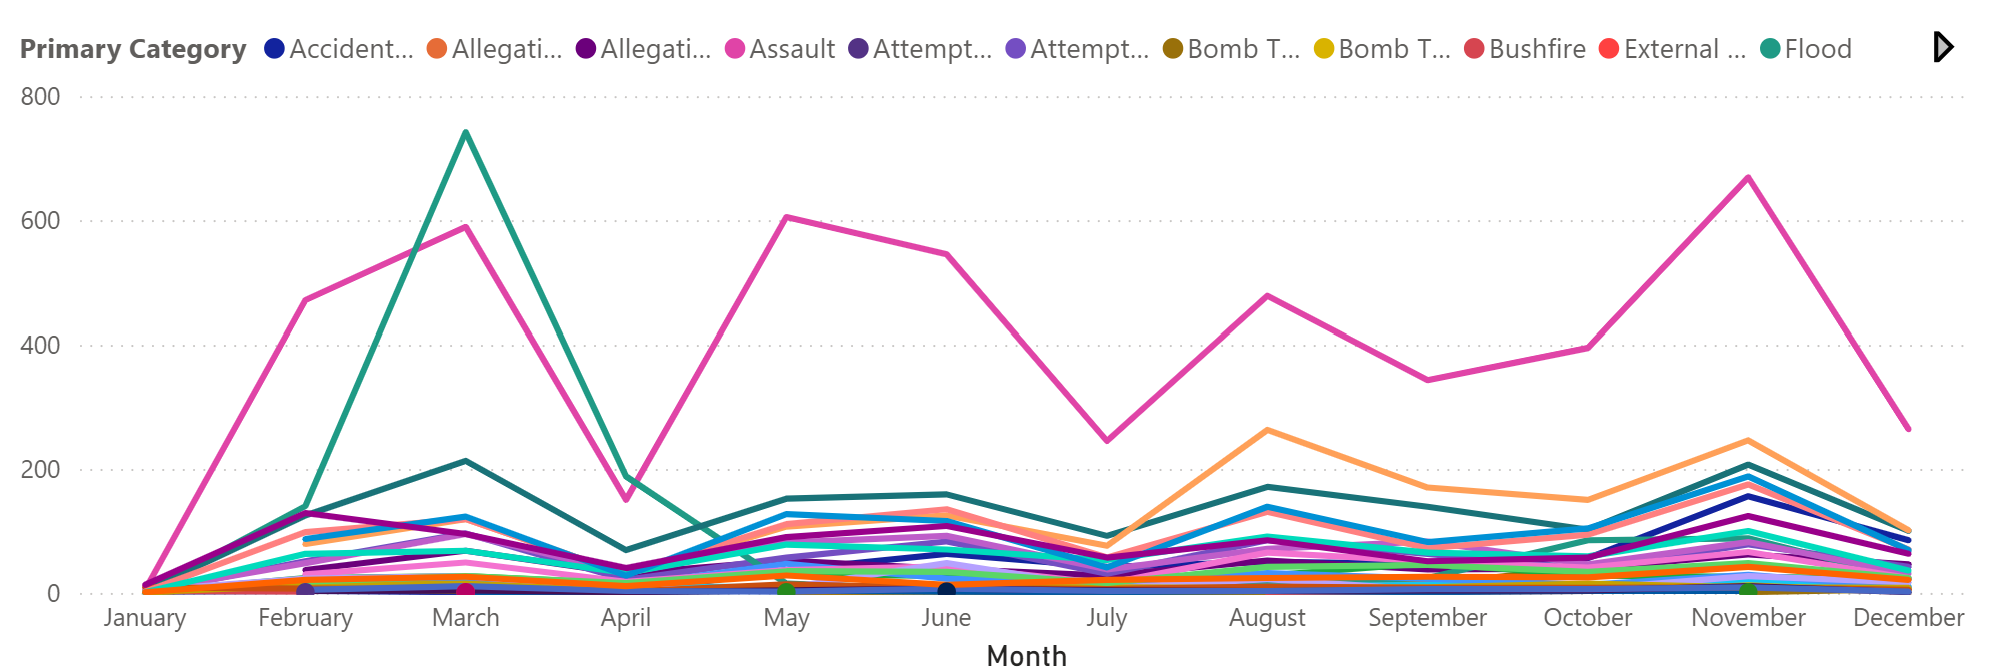 Primary Category Accident... Allegati... Allegati... Assault Attempt... Attempt... Bomb T... Bomb T... Bushfire External ... Flood
800
600
400
200
0
January February March April May June July August September October November December
Month